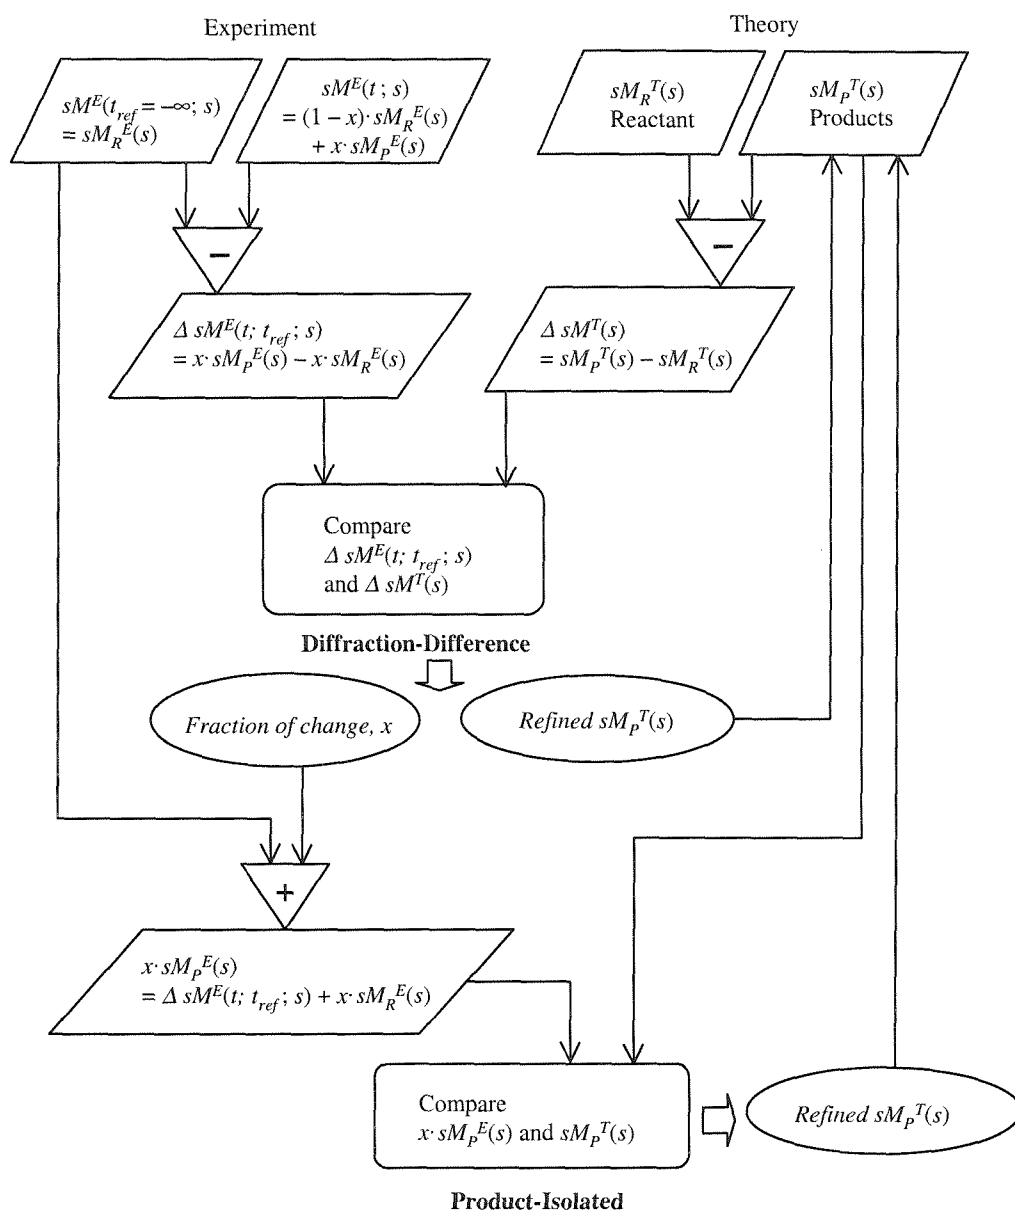 Experiment
Theory
sM^E(t_ref = −∞; s)
= sM_R^E(s)
sM^E(t; s)
= (1 − x)· sM_R^E(s)
+ x· sM_P^E(s)
sM_R^T(s)
Reactant
sM_P^T(s)
Products
−
−
Δ sM^E(t; t_ref; s)
= x· sM_P^E(s) − x· sM_R^E(s)
Δ sM^T(s)
= sM_P^T(s) − sM_R^T(s)
Compare
Δ sM^E(t; t_ref; s)
and Δ sM^T(s)
Diffraction-Difference
Fraction of change, x
Refined sM_P^T(s)
+
x· sM_P^E(s)
= Δ sM^E(t; t_ref; s) + x· sM_R^E(s)
Compare
x· sM_P^E(s) and sM_P^T(s)
Refined sM_P^T(s)
Product-Isolated